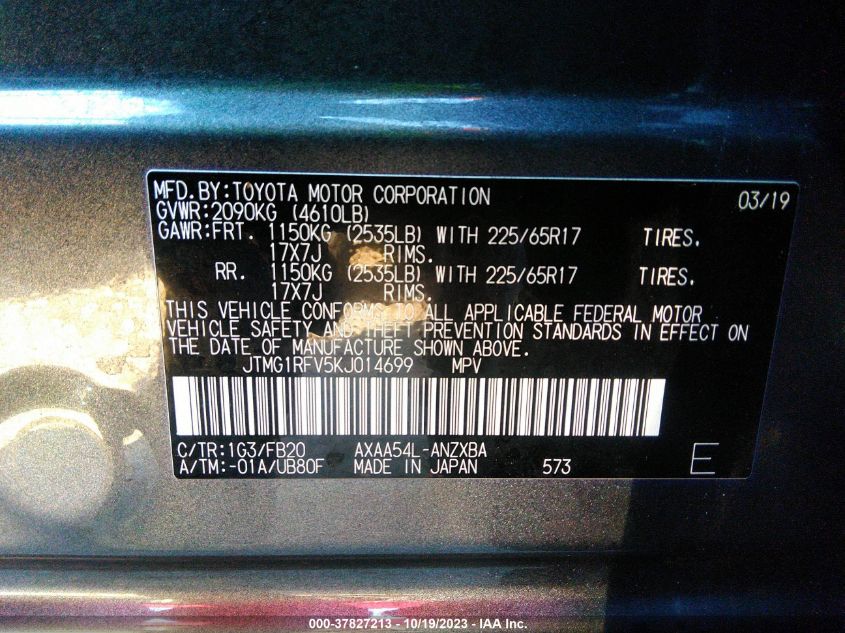 MFD.BY:TOYOTA MOTOR CORPORATION 03/19
GVWR:2090KG (4610LB)
GAWR:FRT. 1150KG (2535LB) WITH 225/65R17 TIRES.
17X7J RIMS.
RR. 1150KG (2535LB) WITH 225/65R17 TIRES.
17X7J RIMS.
THIS VEHICLE CONFORMS TO ALL APPLICABLE FEDERAL MOTOR
VEHICLE SAFETY AND THEFT PREVENTION STANDARDS IN EFFECT ON
THE DATE OF MANUFACTURE SHOWN ABOVE.
JTMG1RFV5KJ014699 MPV
C/TR:1G3/FB20 AXAA54L-ANZXBA
A/TM:-01A/UB80F MADE IN JAPAN 573 E
000-37827213 - 10/19/2023 - IAA Inc.